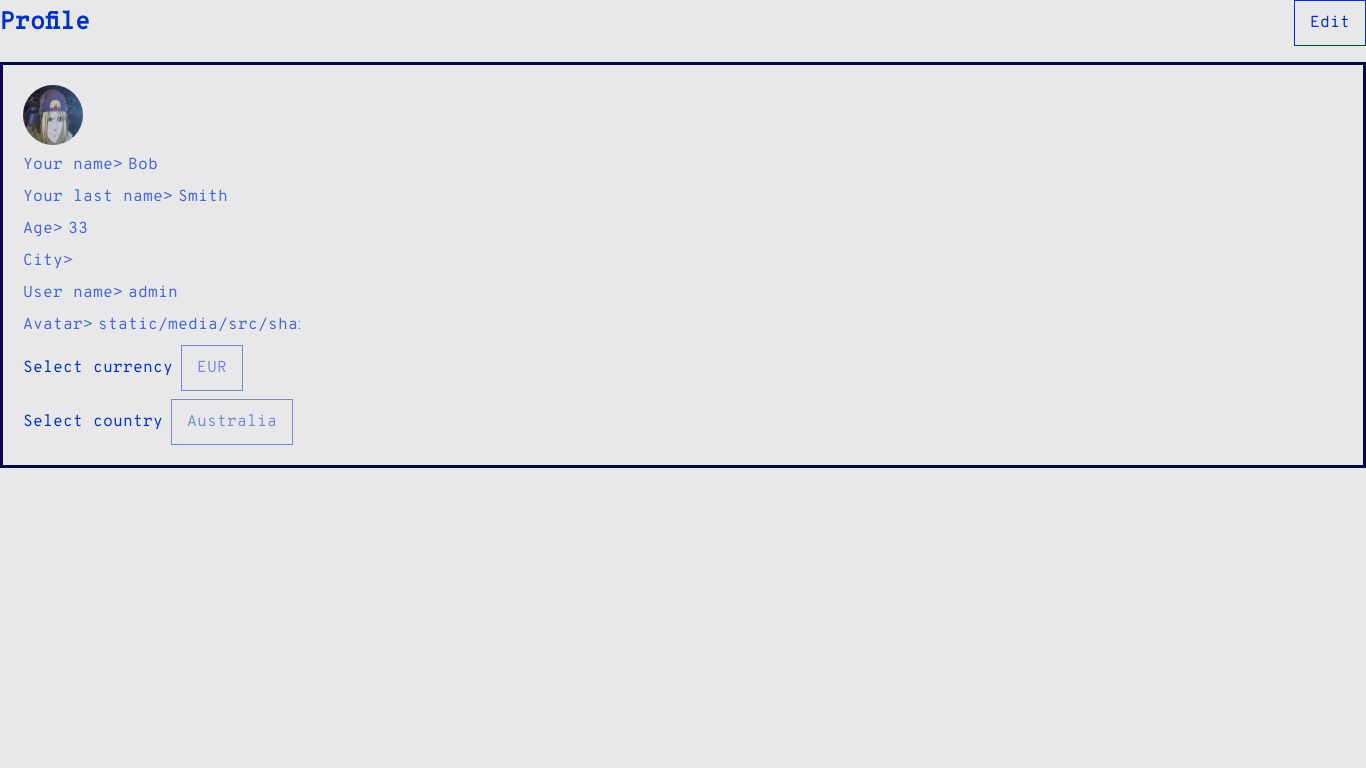 Profile
Edit
Your name> Bob
Your last name> Smith
Age> 33
City>
User name> admin
Avatar> static/media/src/sha
Select currency EUR
Select country Australia